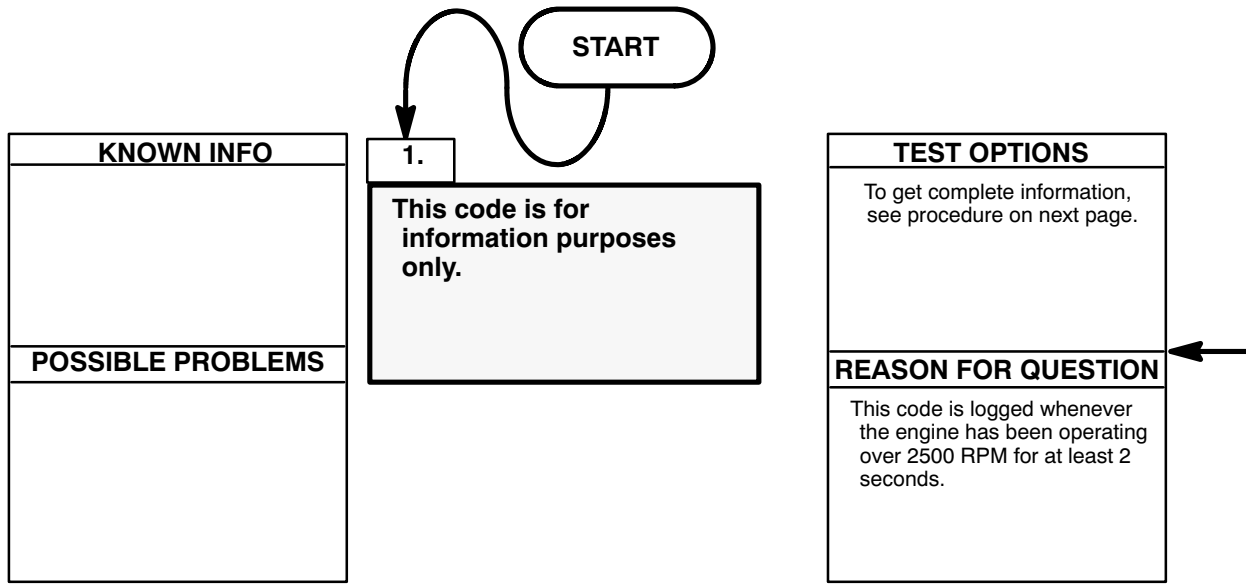 START
KNOWN INFO
POSSIBLE PROBLEMS
1.
This code is for
information purposes
only.
TEST OPTIONS
To get complete information,
see procedure on next page.
REASON FOR QUESTION
This code is logged whenever
the engine has been operating
over 2500 RPM for at least 2
seconds.